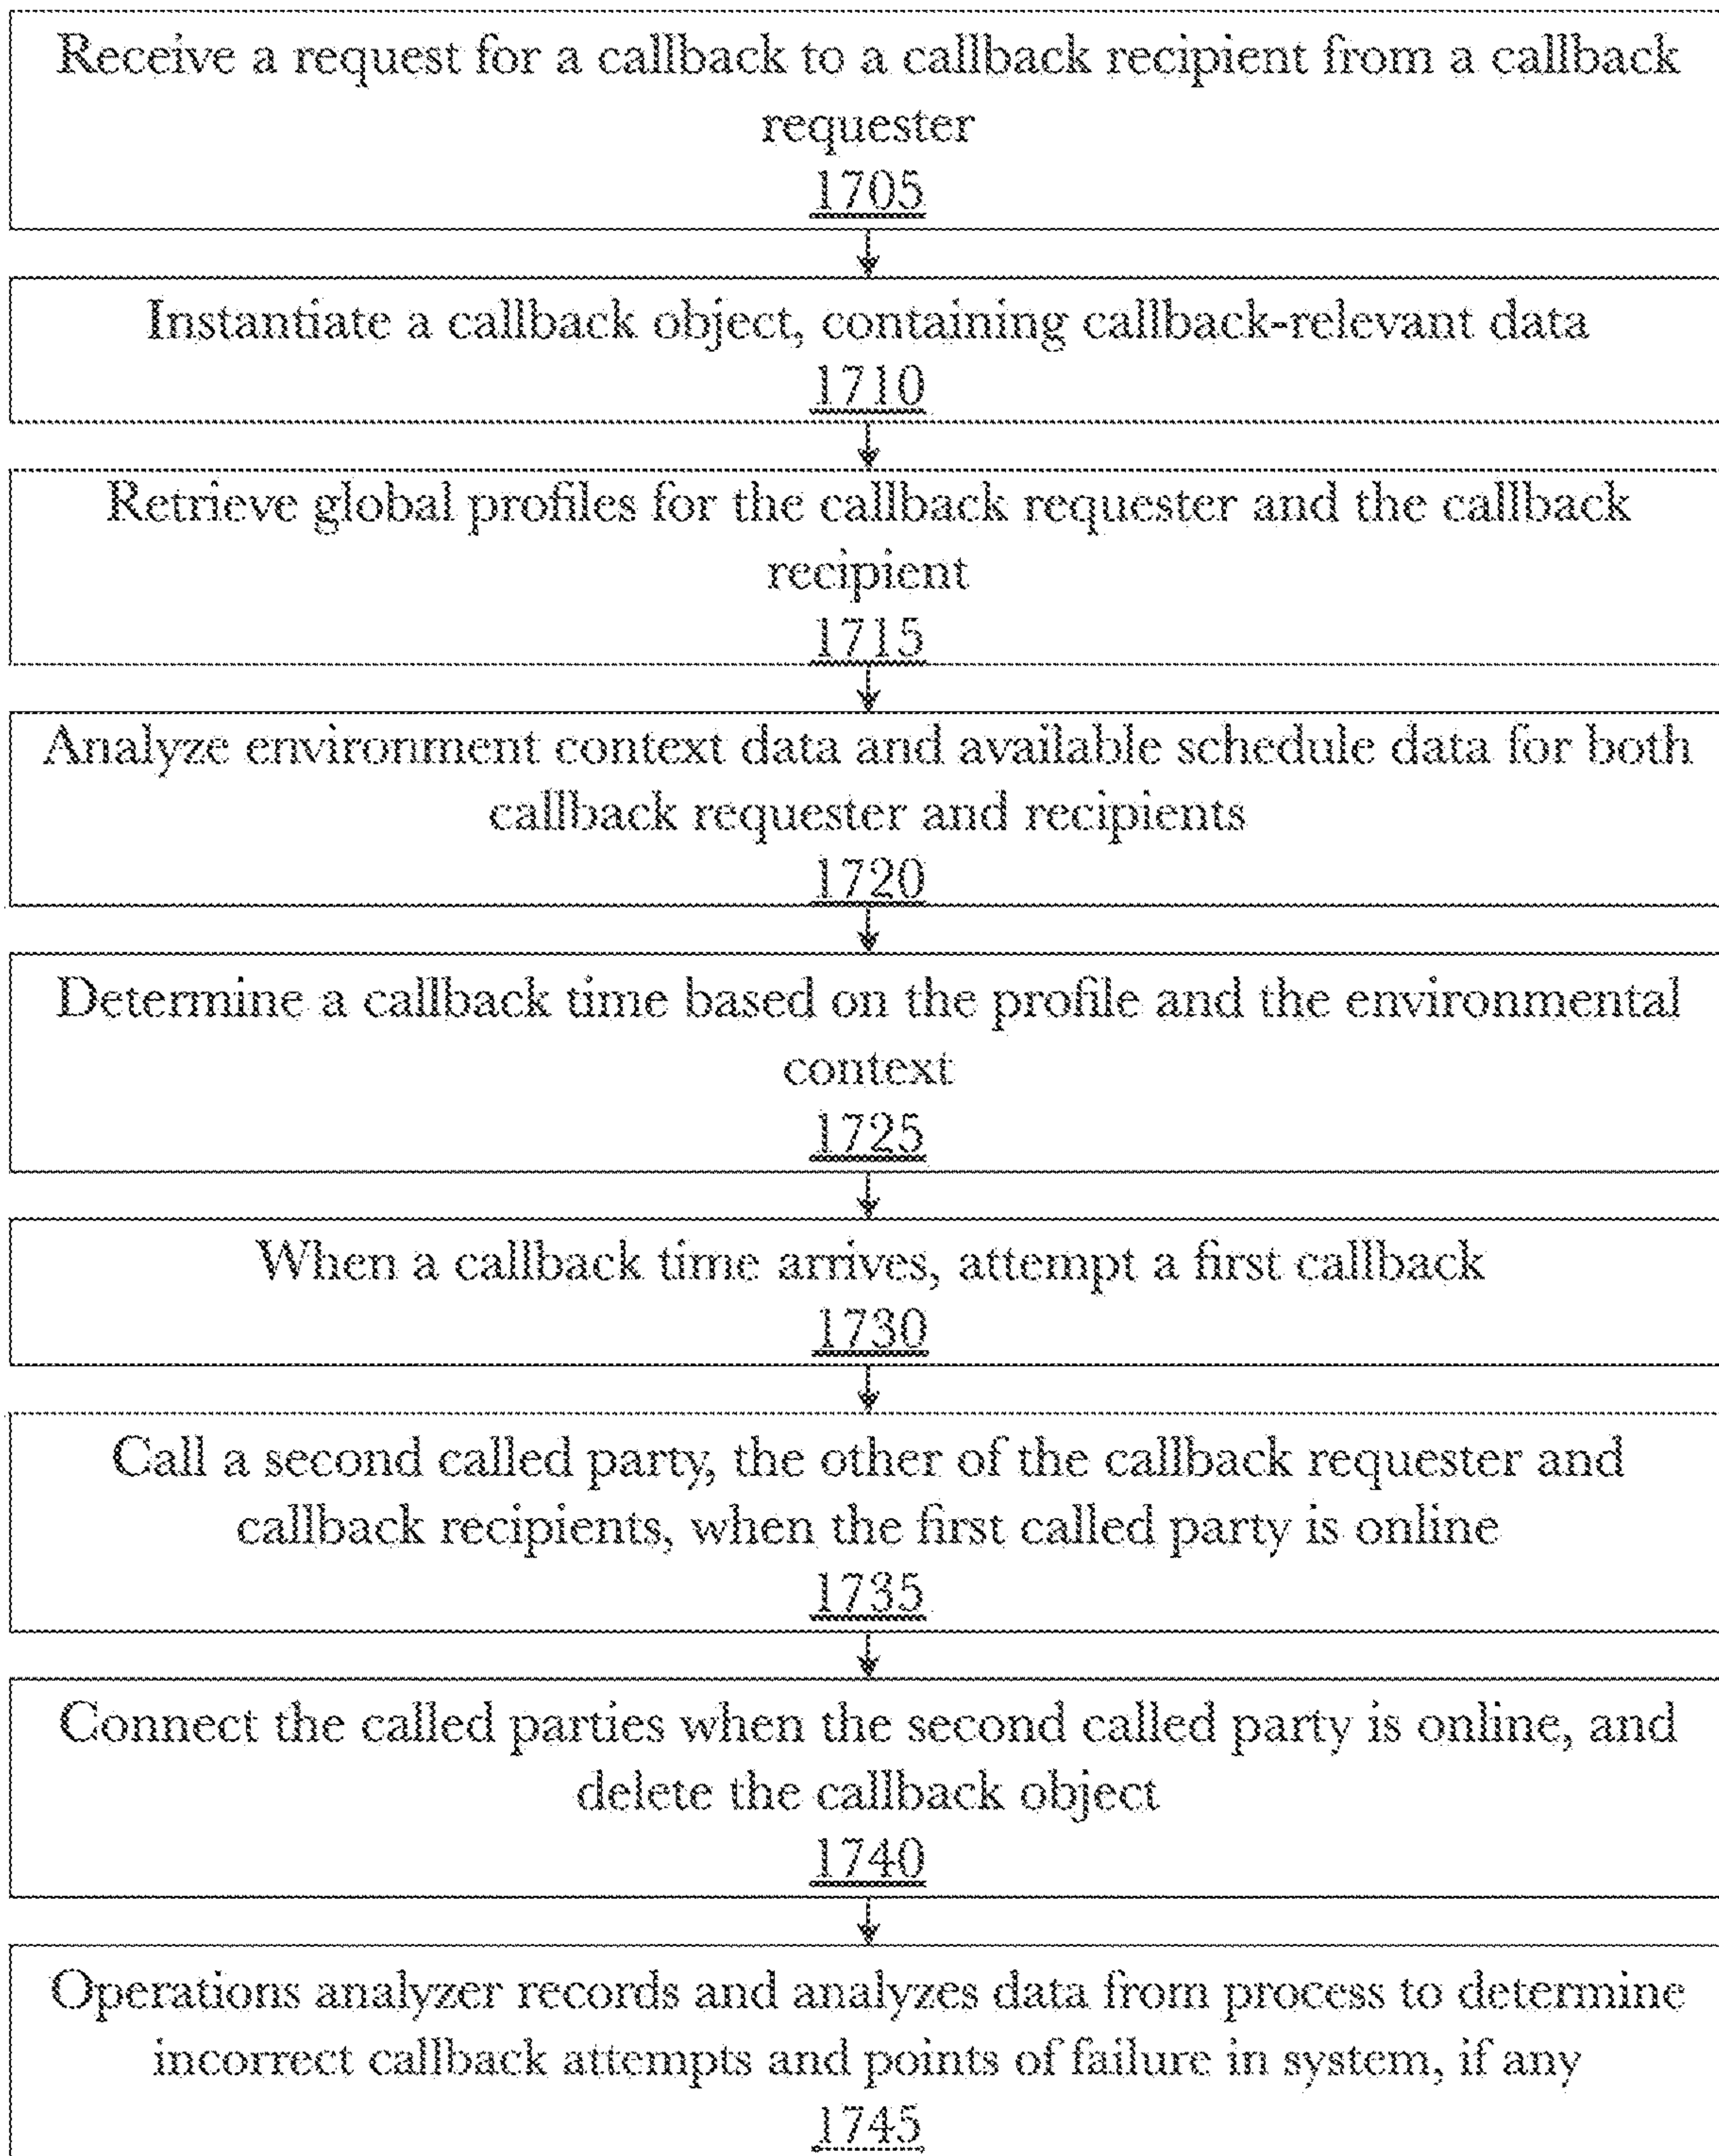 Receive a request for a callback to a callback recipient from a callback
requester
1705
Instantiate a callback object, containing callback-relevant data
1710
Retrieve global profiles for the callback requester and the callback
recipient
1715
Analyze environment context data and available schedule data for both
callback requester and recipients
1720
Determine a callback time based on the profile and the environmental
context
1725
When a callback time arrives, attempt a first callback
1730
Call a second called party, the other of the callback requester and
callback recipients, when the first called party is online
1735
Connect the called parties when the second called party is online, and
delete the callback object
1740
Operations analyzer records and analyzes data from process to determine
incorrect callback attempts and points of failure in system, if any
1745